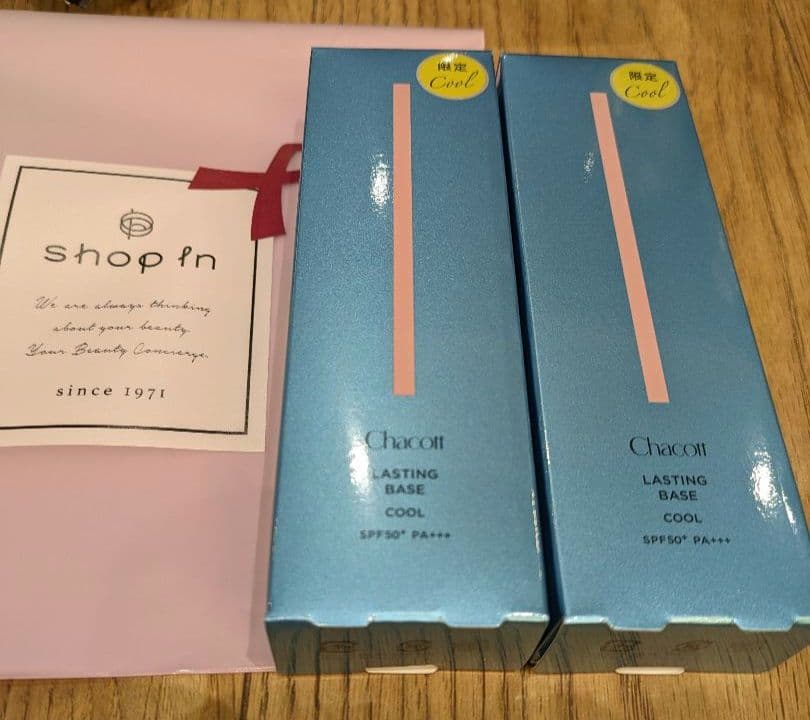 shop in
We are always thinking
about your beauty.
Your Beauty Concierge.
since 1971
限定
Cool
Chacott
LASTING
BASE
COOL
SPF50+ PA+++
限定
Cool
Chacott
LASTING
BASE
COOL
SPF50+ PA+++